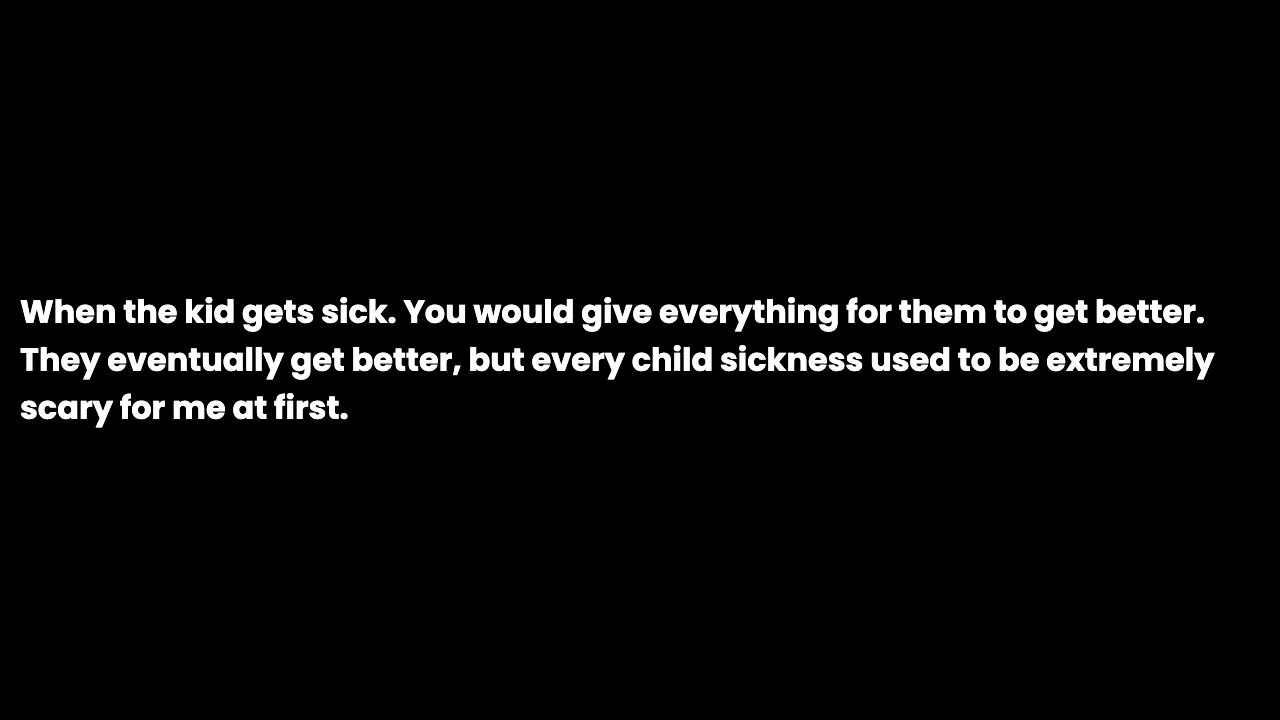 When the kid gets sick. You would give everything for them to get better.
They eventually get better, but every child sickness used to be extremely
scary for me at first.